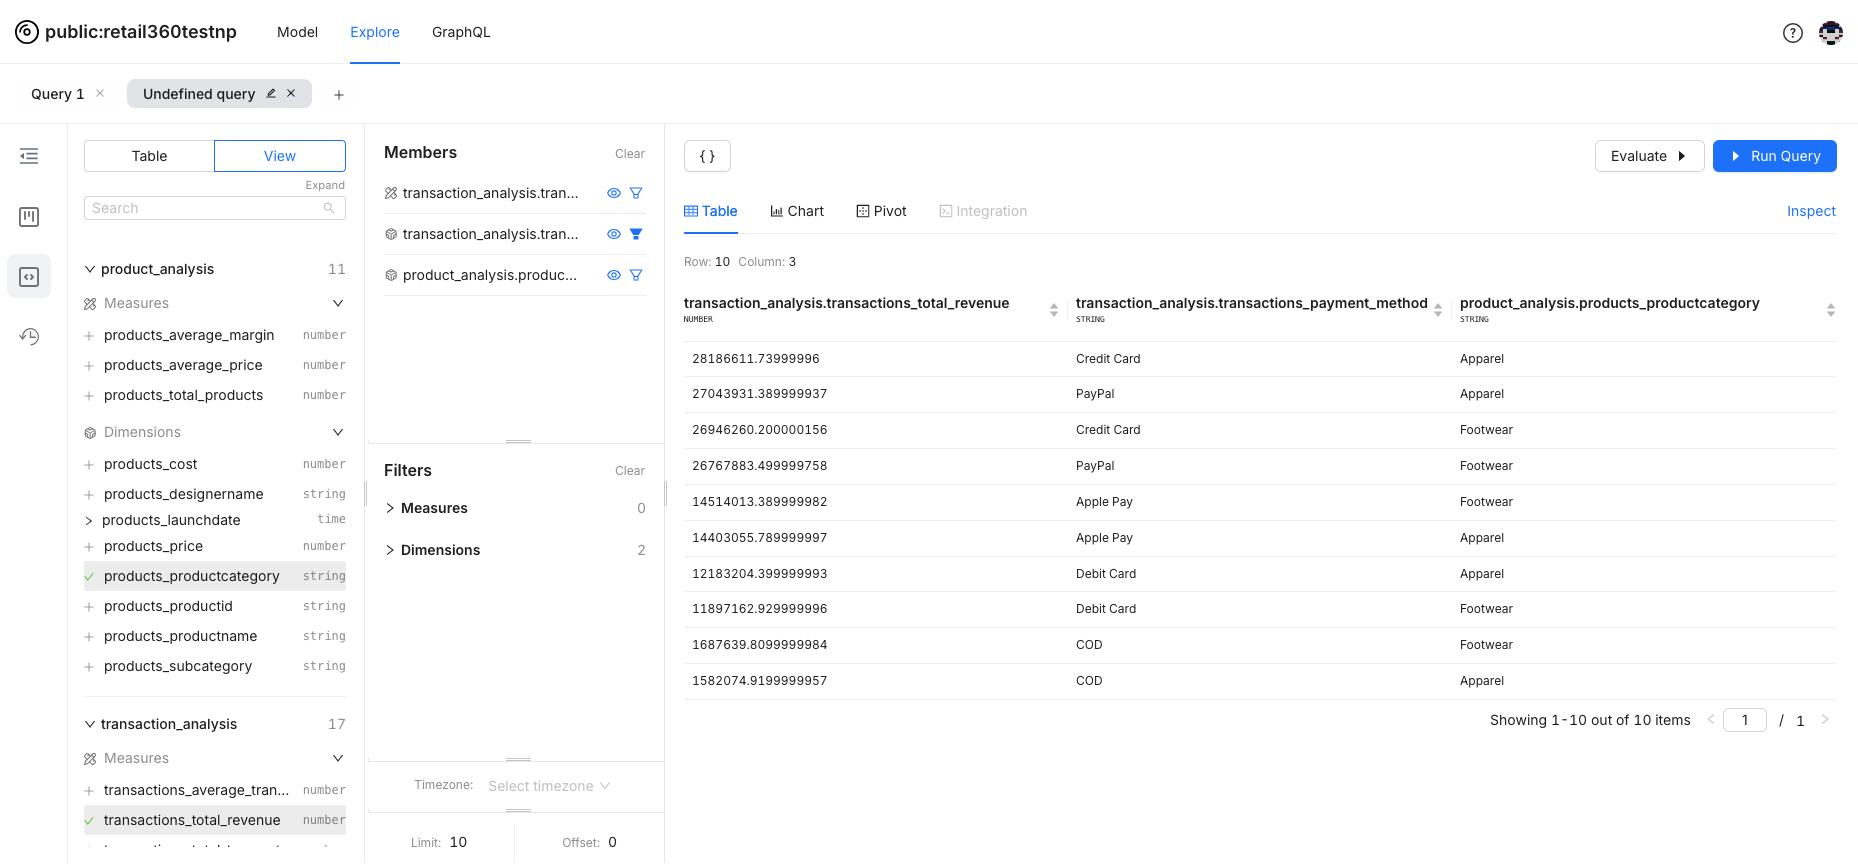 public:retail360testnp
Model
Explore
GraphQL
Query 1
Undefined query
Table
View
Expand
Search
product_analysis 11
Measures
products_average_margin number
products_average_price number
products_total_products number
Dimensions
products_cost number
products_designername string
products_launchdate time
products_price number
products_productcategory string
products_productid string
products_productname string
products_subcategory string
transaction_analysis 17
Measures
transactions_average_tran... number
transactions_total_revenue number
Members Clear
transaction_analysis.tran...
transaction_analysis.tran...
product_analysis.produc...
Filters Clear
Measures 0
Dimensions 2
Timezone: Select timezone
Limit: 10 Offset: 0
{ }
Evaluate
Run Query
Table
Chart
Pivot
Integration
Inspect
Row: 10 Column: 3
transaction_analysis.transactions_total_revenue transaction_analysis.transactions_payment_method product_analysis.products_productcategory
NUMBER STRING STRING
28186611.73999996 Credit Card Apparel
27043931.389999937 PayPal Apparel
26946260.200000156 Credit Card Footwear
26767883.499999758 PayPal Footwear
14514013.389999982 Apple Pay Footwear
14403055.789999997 Apple Pay Apparel
12183204.399999993 Debit Card Apparel
11897162.929999996 Debit Card Footwear
1687639.8099999984 COD Footwear
1582074.9199999957 COD Apparel
Showing 1-10 out of 10 items < 1 / 1 >